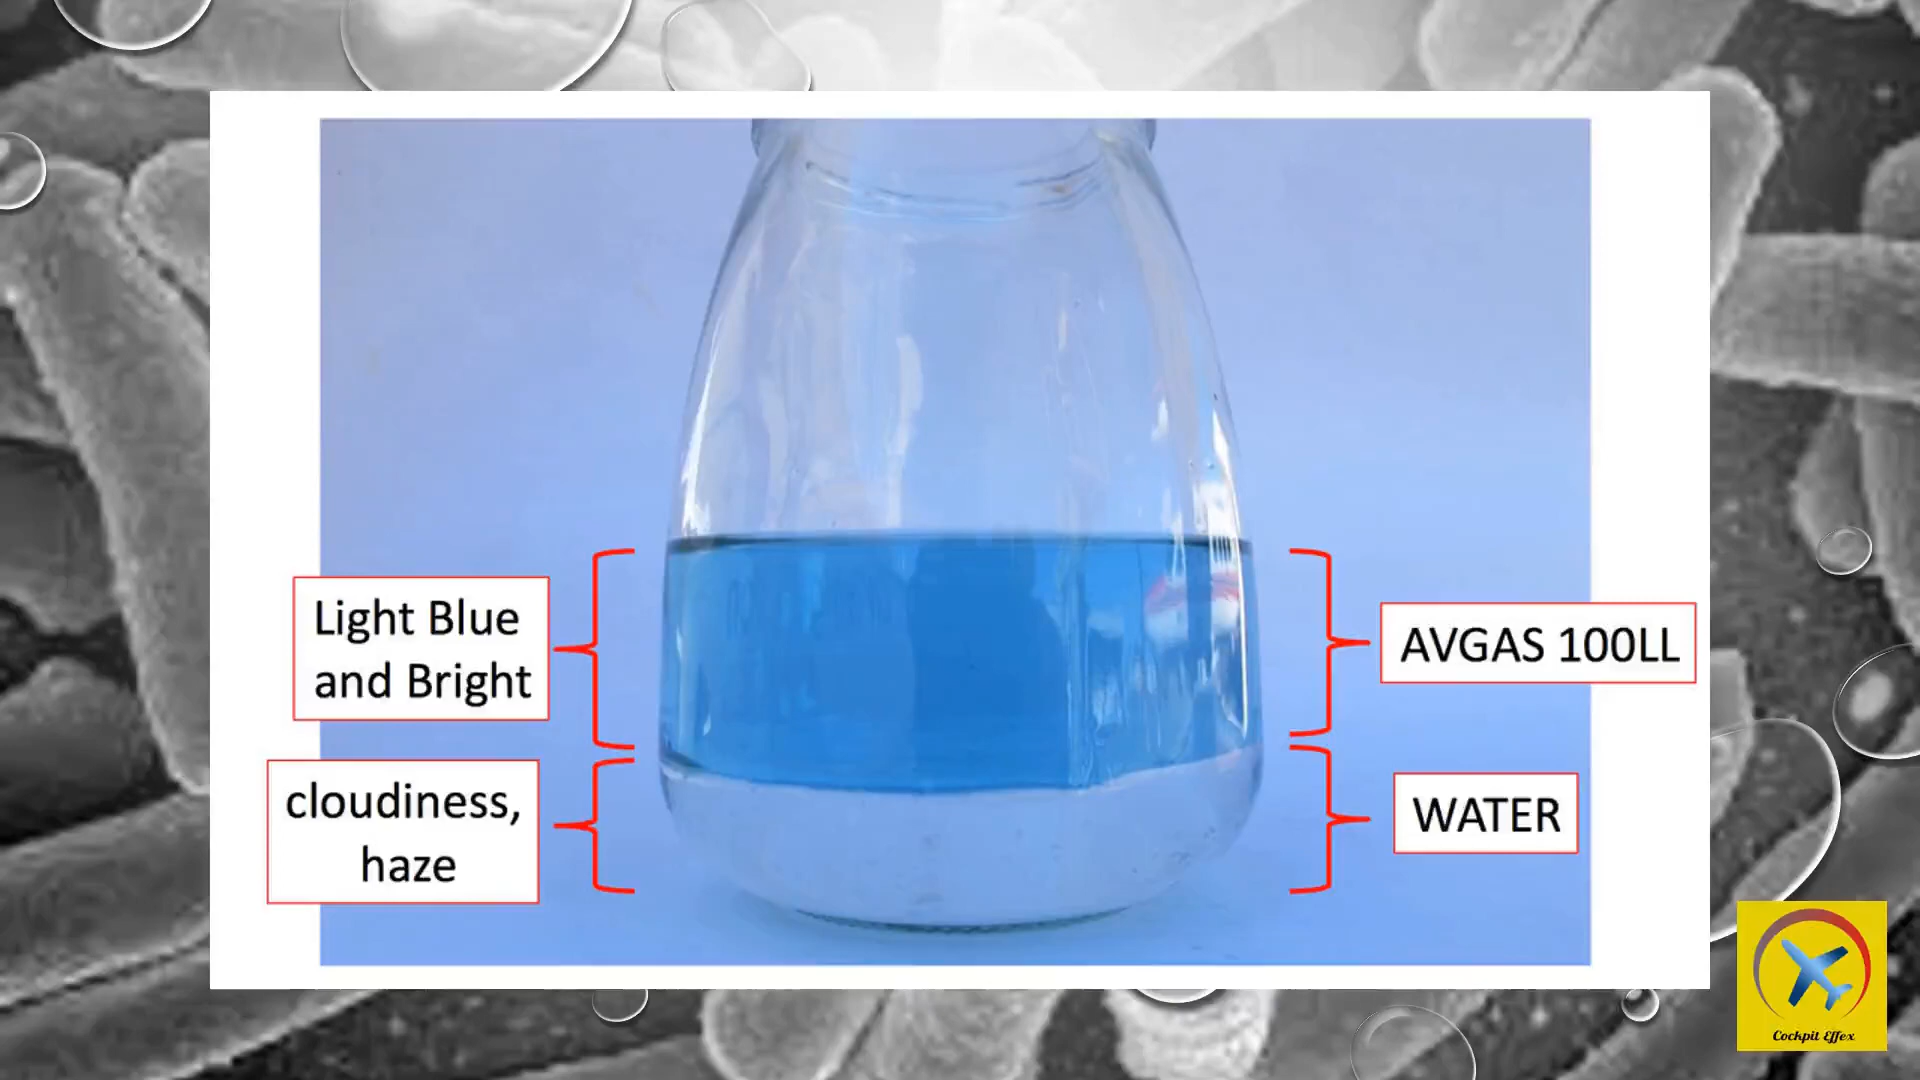 Light Blue
and Bright
AVGAS 100LL
cloudiness,
haze
WATER
Cockpit Effex